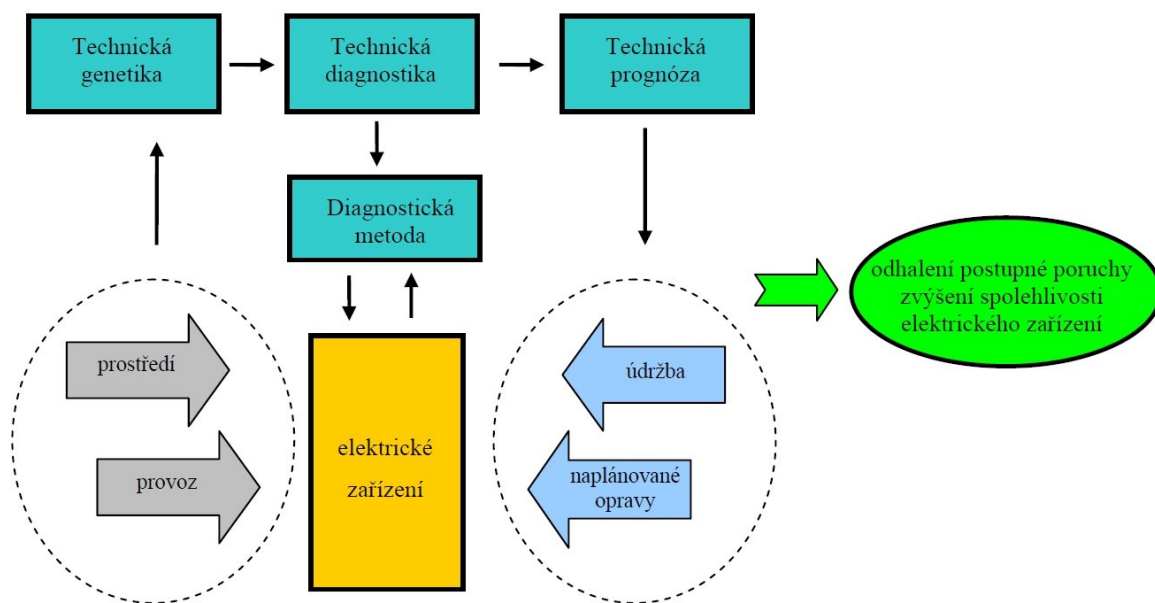 Technická
genetika
Technická
diagnostika
Technická
prognóza
Diagnostická
metoda
odhalení postupné poruchy
zvýšení spolehlivosti
elektrického zařízení
prostředí
provoz
elektrické
zařízení
údržba
naplánované
opravy